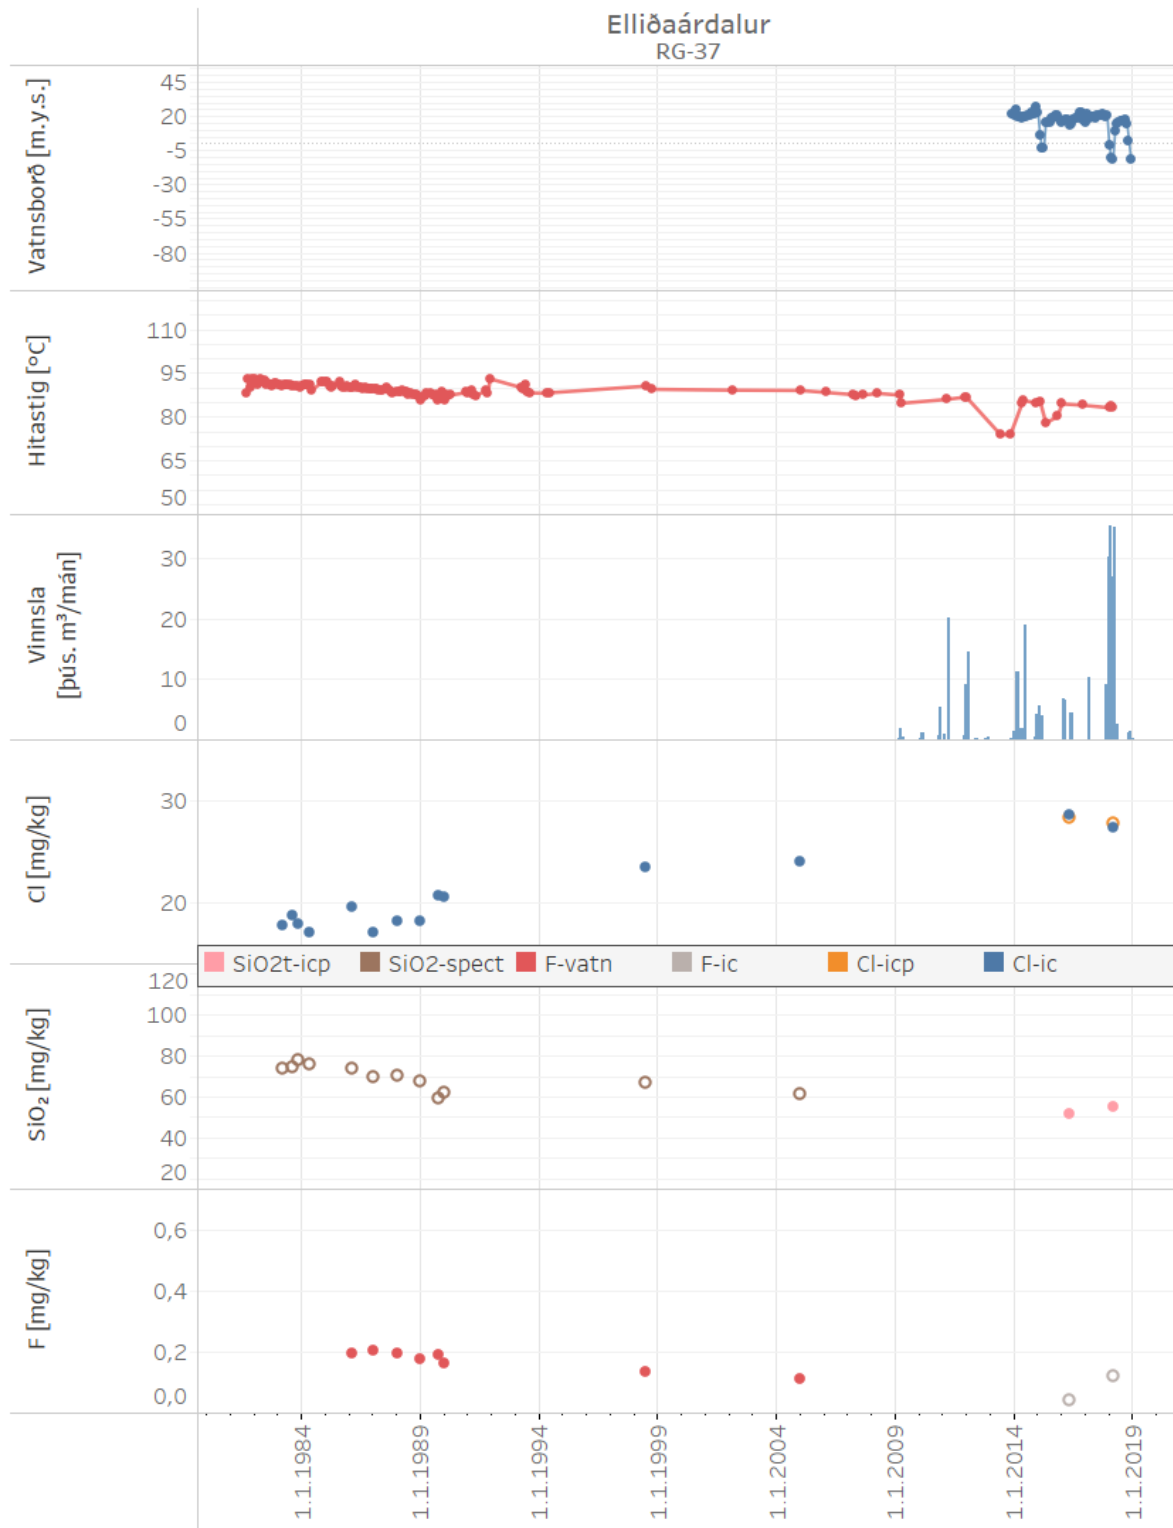 Elliðaárdalur
RG-37
Vatnsborð [m.y.s.]
45
20
-5
-30
-55
-80
Hitastig [°C]
110
95
80
65
50
Vinnsla
[þús. m³/mán]
30
20
10
0
Cl [mg/kg]
30
20
SiO2t-icp SiO2-spect F-vatn F-ic Cl-icp Cl-ic
SiO₂ [mg/kg]
120
100
80
60
40
20
F [mg/kg]
0,6
0,4
0,2
0,0
1.1.1984 1.1.1989 1.1.1994 1.1.1999 1.1.2004 1.1.2009 1.1.2014 1.1.2019